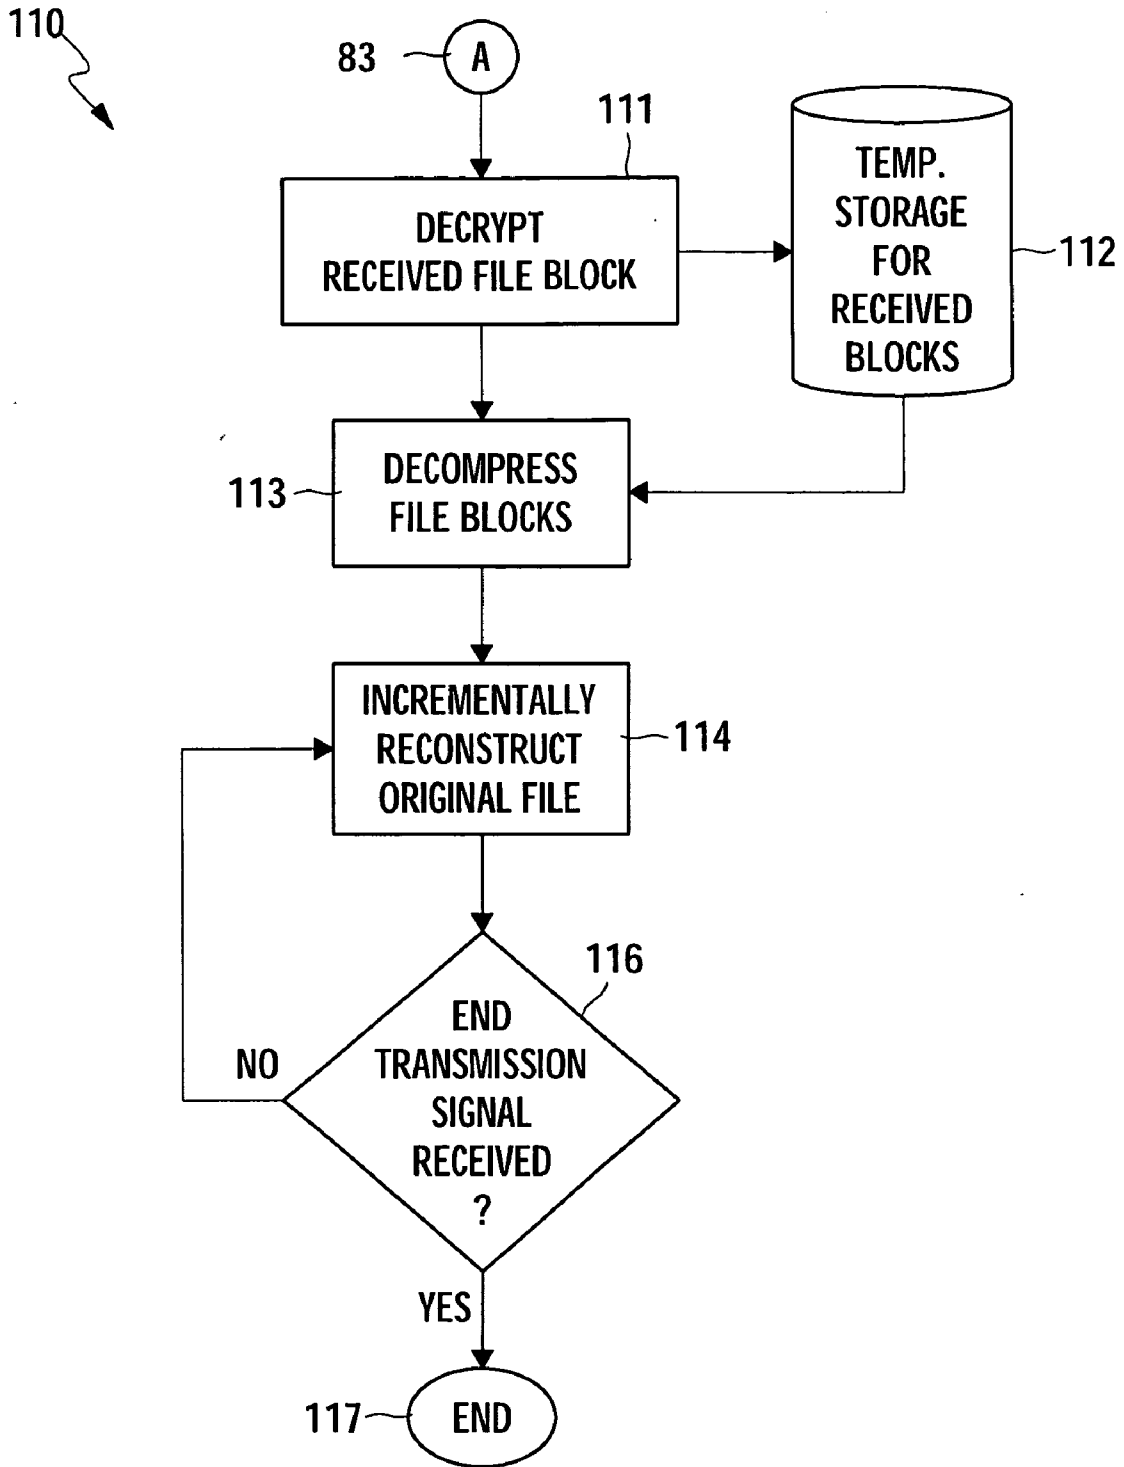 110
83
A
111
DECRYPT
RECEIVED FILE BLOCK
TEMP.
STORAGE
FOR
RECEIVED
BLOCKS
112
113
DECOMPRESS
FILE BLOCKS
INCREMENTALLY
RECONSTRUCT
ORIGINAL FILE
114
116
END
TRANSMISSION
SIGNAL
RECEIVED
?
NO
YES
117
END